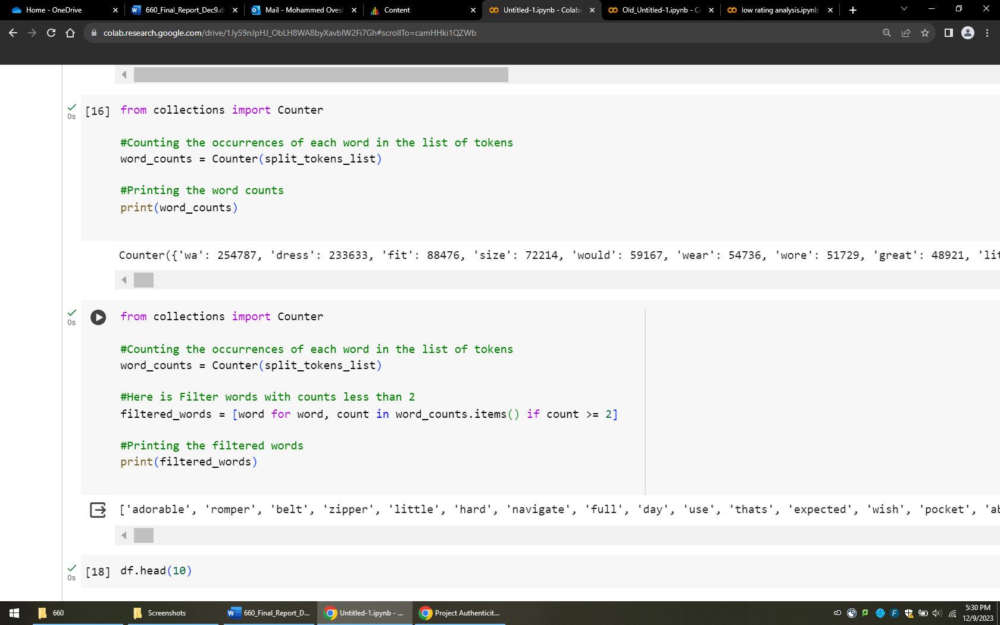 Home - OneDrive
660_Final_Report_Dec9.d
Mail - Mohammed Oves
Content
Untitled-1.ipynb - Colab
Old_Untitled-1.ipynb - C
low rating analysis.ipynb
colab.research.google.com/drive/1Jy59nJpHJ_ObLH8WA8byXavblW2Fi7Gh#scrollTo=camHHki1QZWb
0s
[16]
from collections import Counter
#Counting the occurrences of each word in the list of tokens
word_counts = Counter(split_tokens_list)
#Printing the word counts
print(word_counts)
Counter({'wa': 254787, 'dress': 233633, 'fit': 88476, 'size': 72214, 'would': 59167, 'wear': 54736, 'wore': 51729, 'great': 48921, 'lit
0s
from collections import Counter
#Counting the occurrences of each word in the list of tokens
word_counts = Counter(split_tokens_list)
#Here is Filter words with counts less than 2
filtered_words = [word for word, count in word_counts.items() if count >= 2]
#Printing the filtered words
print(filtered_words)
['adorable', 'romper', 'belt', 'zipper', 'little', 'hard', 'navigate', 'full', 'day', 'use', 'thats', 'expected', 'wish', 'pocket', 'ab
0s
[18]
df.head(10)
660
Screenshots
660_Final_Report_D...
Untitled-1.ipynb - ...
Project Authenticit...
5:30 PM
12/9/2023